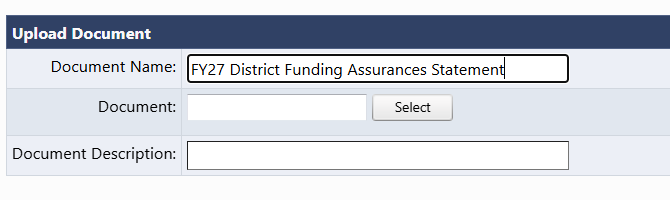 Upload Document
Document Name: FY27 District Funding Assurances Statement
Document: Select
Document Description: